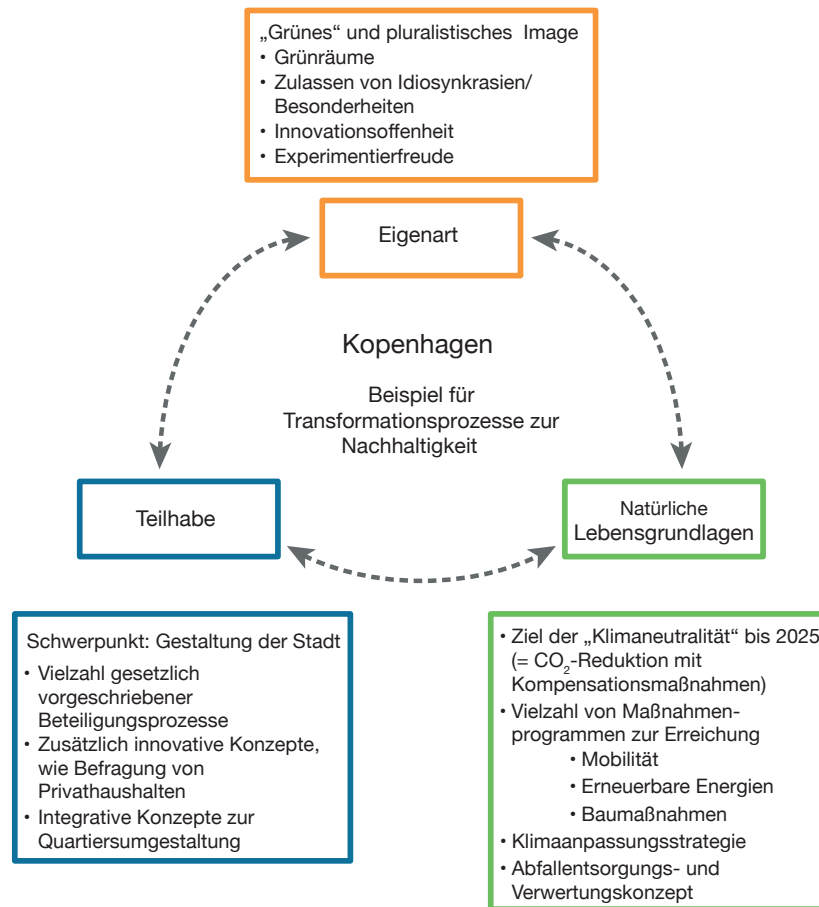 „Grünes“ und pluralistisches Image
• Grünräume
• Zulassen von Idiosynkrasien/
Besonderheiten
• Innovationsoffenheit
• Experimentierfreude
Eigenart
Kopenhagen
Beispiel für
Transformationsprozesse zur
Nachhaltigkeit
Teilhabe
Natürliche
Lebensgrundlagen
Schwerpunkt: Gestaltung der Stadt
• Vielzahl gesetzlich
vorgeschriebener
Beteiligungsprozesse
• Zusätzlich innovative Konzepte,
wie Befragung von
Privathaushalten
• Integrative Konzepte zur
Quartiersumgestaltung
• Ziel der „Klimaneutralität“ bis 2025
(= CO₂-Reduktion mit
Kompensationsmaßnahmen)
• Vielzahl von Maßnahmen-
programmen zur Erreichung
• Mobilität
• Erneuerbare Energien
• Baumaßnahmen
• Klimaanpassungsstrategie
• Abfallentsorgungs- und
Verwertungskonzept